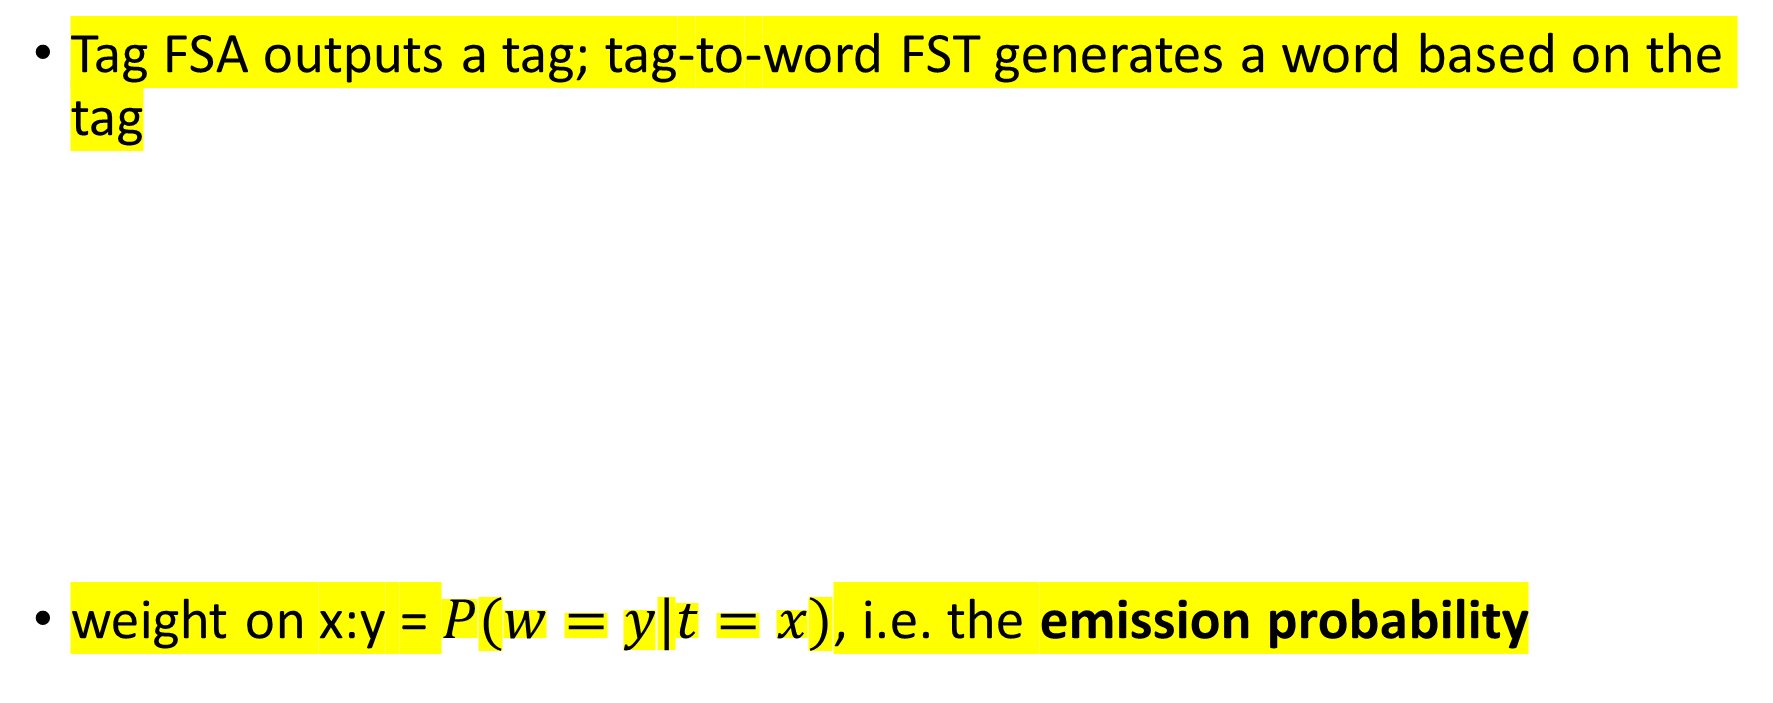 • Tag FSA outputs a tag; tag-to-word FST generates a word based on the
tag
• weight on x:y = P(w = y|t = x), i.e. the emission probability